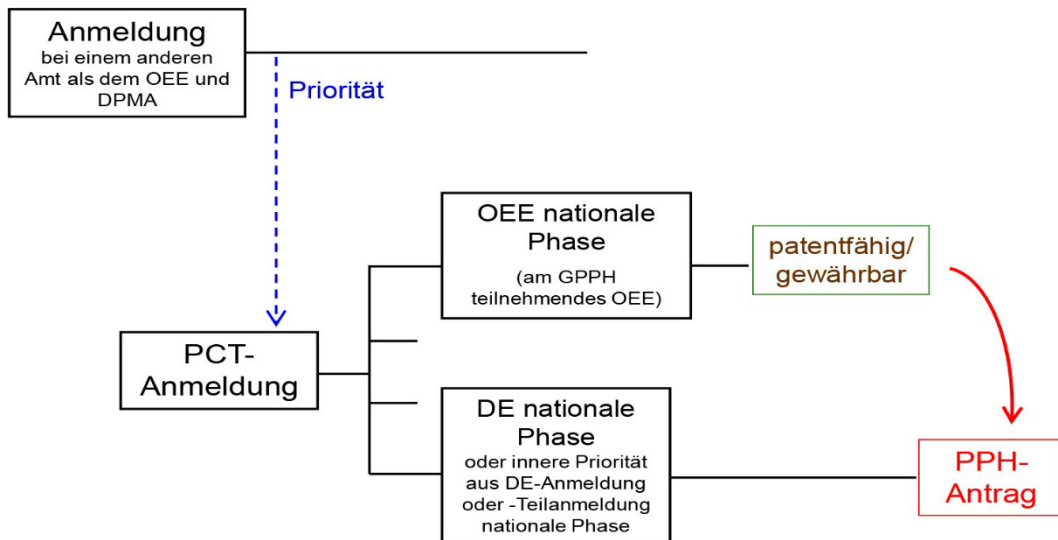 Anmeldung
bei einem anderen
Amt als dem OEE und
DPMA
Priorität
OEE nationale
Phase
(am GPPH
teilnehmendes OEE)
patentfähig/
gewährbar
PCT-
Anmeldung
DE nationale
Phase
oder innere Priorität
aus DE-Anmeldung
oder -Teilanmeldung
nationale Phase
PPH-
Antrag